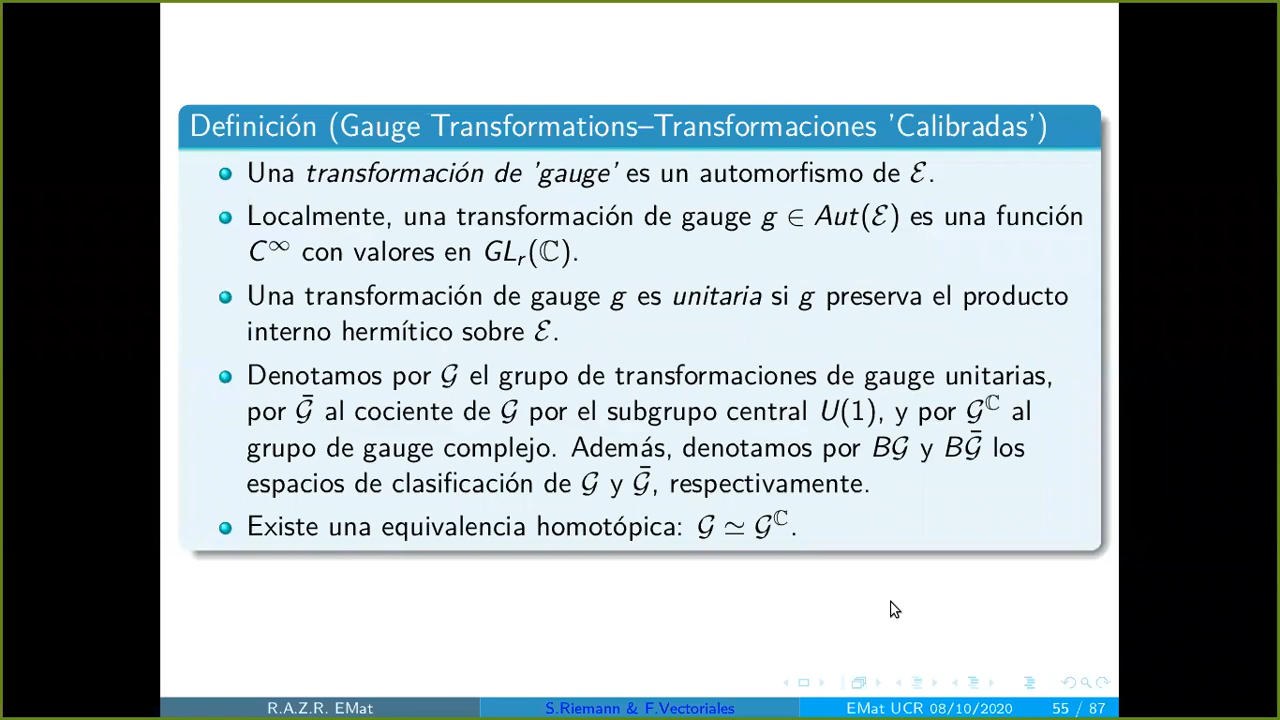 Definición (Gauge Transformations–Transformaciones 'Calibradas')
Una transformación de 'gauge' es un automorfismo de ℰ.
Localmente, una transformación de gauge g ∈ Aut(ℰ) es una función
C^∞ con valores en GL_r(ℂ).
Una transformación de gauge g es unitaria si g preserva el producto
interno hermítico sobre ℰ.
Denotamos por 𝒢 el grupo de transformaciones de gauge unitarias,
por 𝒢̄ al cociente de 𝒢 por el subgrupo central U(1), y por 𝒢^ℂ al
grupo de gauge complejo. Además, denotamos por B𝒢 y B𝒢̄ los
espacios de clasificación de 𝒢 y 𝒢̄, respectivamente.
Existe una equivalencia homotópica: 𝒢 ≃ 𝒢^ℂ.
R.A.Z.R. EMat S.Riemann & F.Vectoriales EMat UCR 08/10/2020 55 / 87